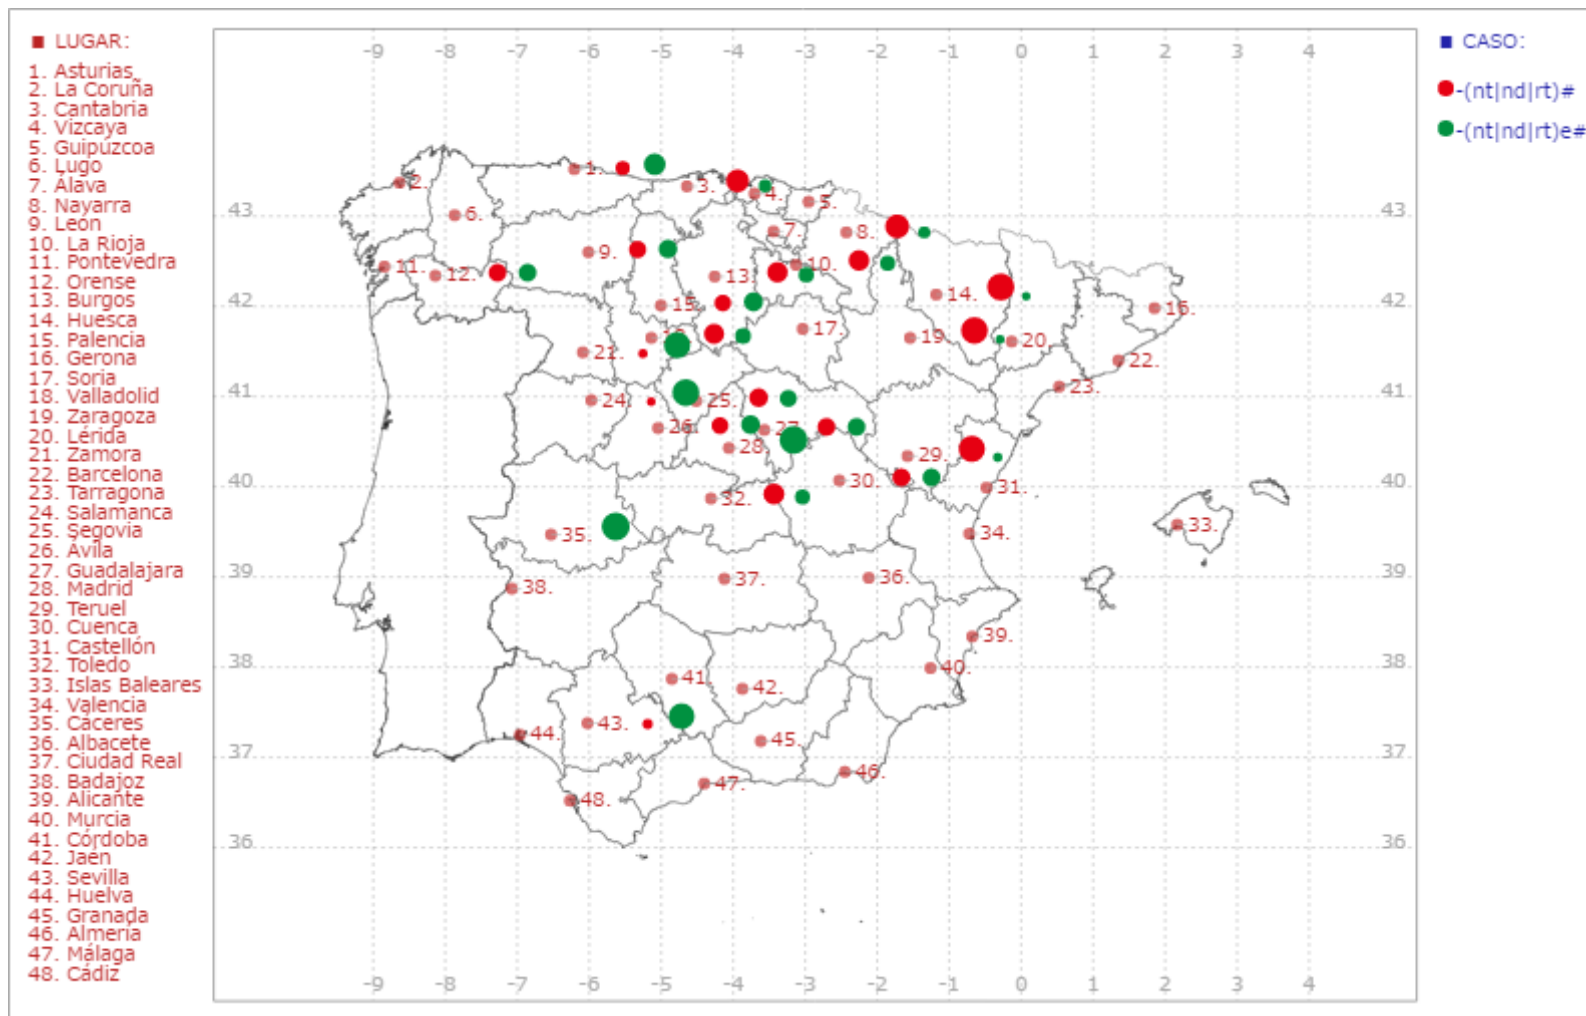 LUGAR:
1. Asturias
2. La Coruña
3. Cantabria
4. Vizcaya
5. Guipúzcoa
6. Lugo
7. Álava
8. Navarra
9. León
10. La Rioja
11. Pontevedra
12. Orense
13. Burgos
14. Huesca
15. Palencia
16. Gerona
17. Soria
18. Valladolid
19. Zaragoza
20. Lérida
21. Zamora
22. Barcelona
23. Tarragona
24. Salamanca
25. Segovia
26. Ávila
27. Guadalajara
28. Madrid
29. Teruel
30. Cuenca
31. Castellón
32. Toledo
33. Islas Baleares
34. Valencia
35. Cáceres
36. Albacete
37. Ciudad Real
38. Badajoz
39. Alicante
40. Murcia
41. Córdoba
42. Jaén
43. Sevilla
44. Huelva
45. Granada
46. Almería
47. Málaga
48. Cádiz
-9 -8 -7 -6 -5 -4 -3 -2 -1 0 1 2 3 4
1. 2. 3. 4. 5.
43 6. 7. 8. 43
9. 10. 11. 12. 13.
42 14. 15. 16. 42
17. 19. 20. 21. 22.
41 23. 24. 25. 41
26. 27. 28. 29.
40 30. 31. 32. 40
33. 34. 35.
39 36. 37. 38. 39
39.
38 40. 41. 42. 38
43. 44. 45.
37 46. 47. 37
48.
36 36
-9 -8 -7 -6 -5 -4 -3 -2 -1 0 1 2 3 4
CASO:
-(nt|nd|rt)#
-(nt|nd|rt)e#